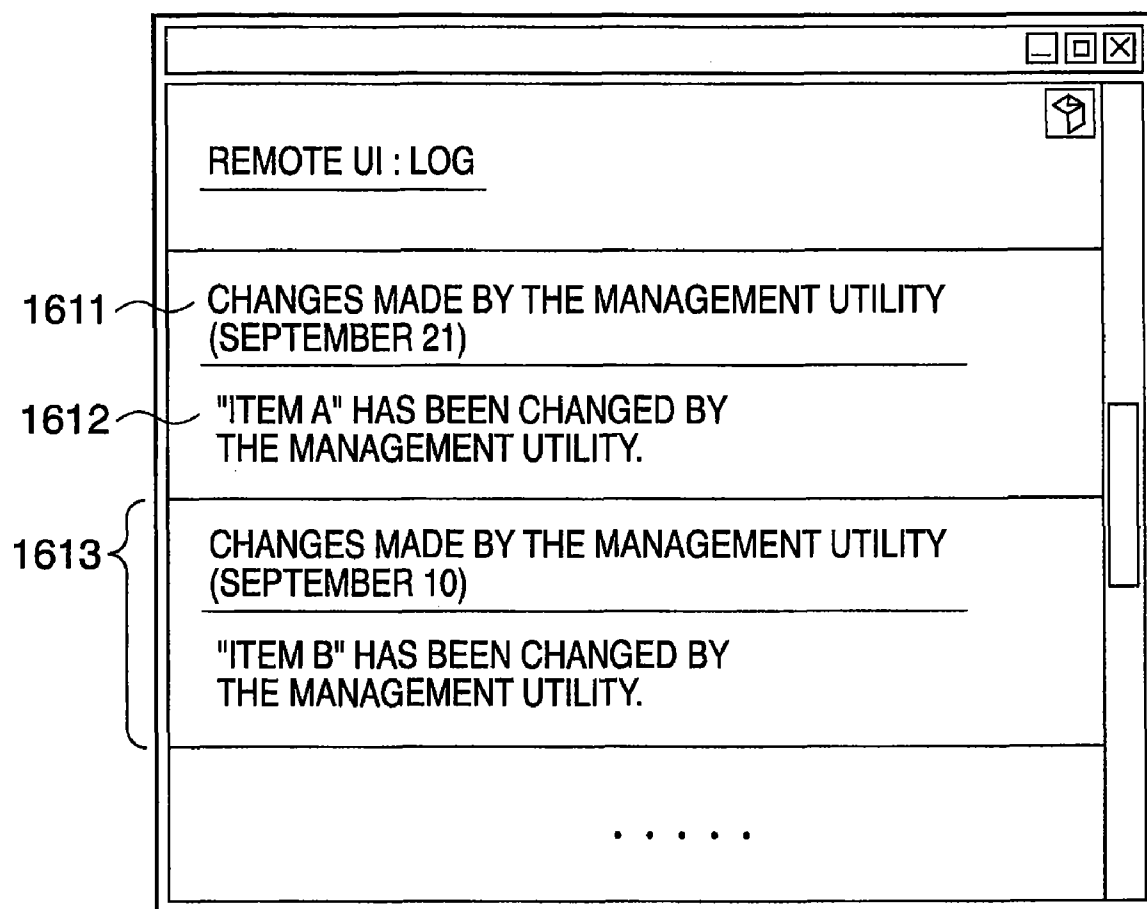 REMOTE UI : LOG
1611
CHANGES MADE BY THE MANAGEMENT UTILITY
(SEPTEMBER 21)
1612
"ITEM A" HAS BEEN CHANGED BY
THE MANAGEMENT UTILITY.
1613
CHANGES MADE BY THE MANAGEMENT UTILITY
(SEPTEMBER 10)
"ITEM B" HAS BEEN CHANGED BY
THE MANAGEMENT UTILITY.
. . . . .